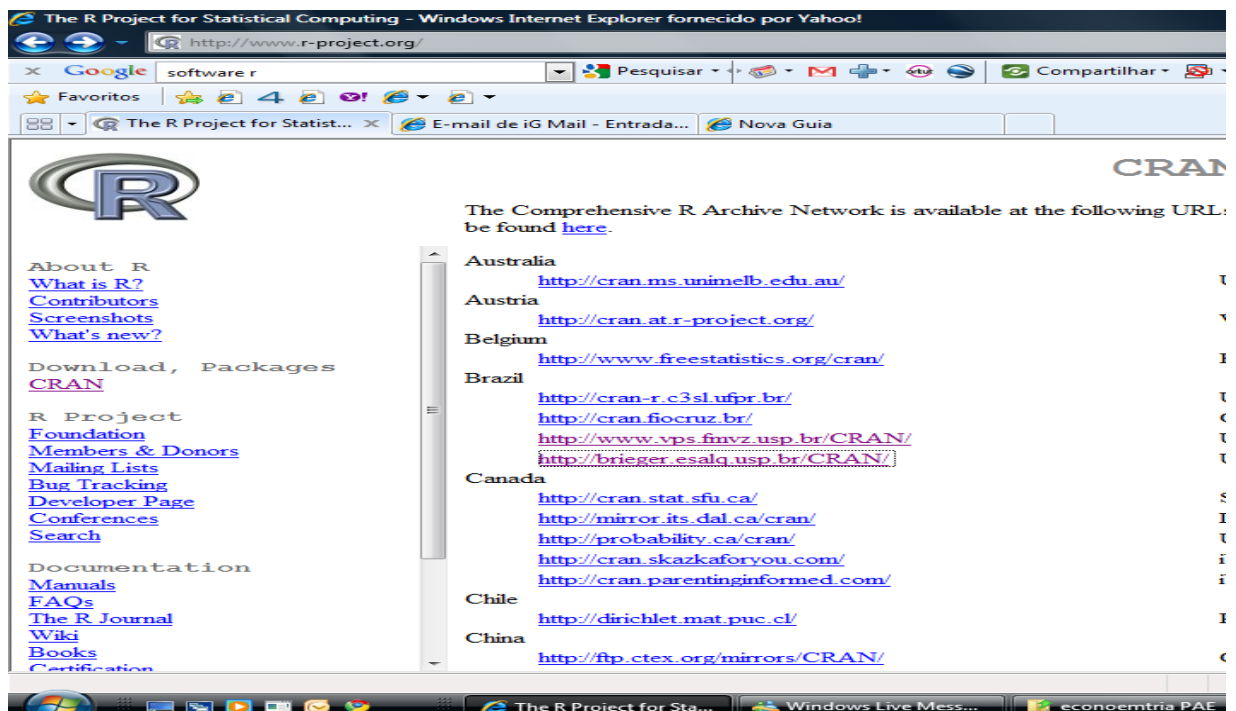 The R Project for Statistical Computing - Windows Internet Explorer fornecido por Yahoo!
http://www.r-project.org/
x Google software r Pesquisar Compartilhar
Favoritos
The R Project for Statist... E-mail de iG Mail - Entrada... Nova Guia
R
CRAN
The Comprehensive R Archive Network is available at the following URL
be found here.
About R
What is R?
Contributors
Screenshots
What's new?
Download, Packages
CRAN
R Project
Foundation
Members & Donors
Mailing Lists
Bug Tracking
Developer Page
Conferences
Search
Documentation
Manuals
FAQs
The R Journal
Wiki
Books
Certification
Australia
http://cran.ms.unimelb.edu.au/
Austria
http://cran.at.r-project.org/
Belgium
http://www.freestatistics.org/cran/
Brazil
http://cran-r.c3sl.ufpr.br/
http://cran.fiocruz.br/
http://www.vps.fmvz.usp.br/CRAN/
http://brieger.esalq.usp.br/CRAN/
Canada
http://cran.stat.sfu.ca/
http://mirror.its.dal.ca/cran/
http://probability.ca/cran/
http://cran.skazkaforyou.com/
http://cran.parentinginformed.com/
Chile
http://dirichlet.mat.puc.cl/
China
http://ftp.ctex.org/mirrors/CRAN/
The R Project for Sta... Windows Live Mess... econoemtria PAE